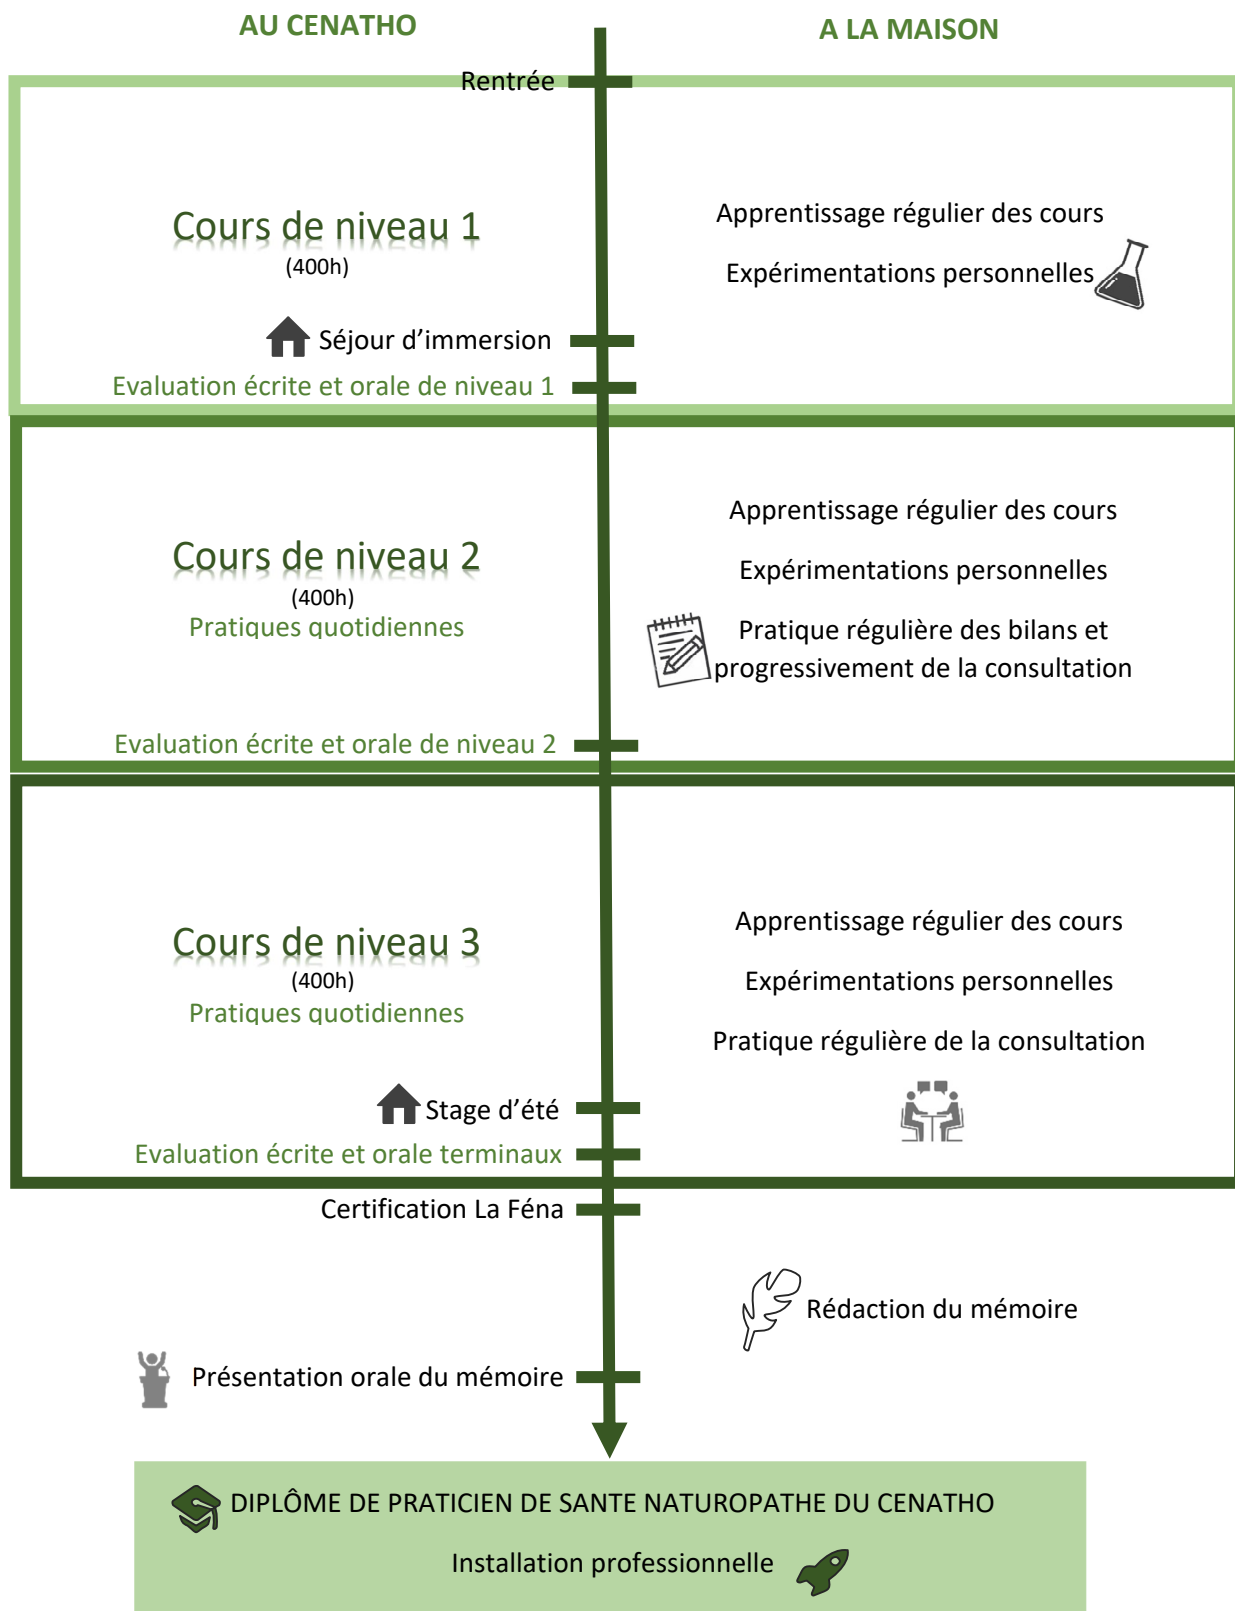 AU CENATHO
A LA MAISON
Rentrée
Cours de niveau 1
(400h)
Apprentissage régulier des cours
Expérimentations personnelles
Séjour d’immersion
Evaluation écrite et orale de niveau 1
Cours de niveau 2
(400h)
Pratiques quotidiennes
Apprentissage régulier des cours
Expérimentations personnelles
Pratique régulière des bilans et
progressivement de la consultation
Evaluation écrite et orale de niveau 2
Cours de niveau 3
(400h)
Pratiques quotidiennes
Apprentissage régulier des cours
Expérimentations personnelles
Pratique régulière de la consultation
Stage d’été
Evaluation écrite et orale terminaux
Certification La Féna
Rédaction du mémoire
Présentation orale du mémoire
DIPLÔME DE PRATICIEN DE SANTE NATUROPATHE DU CENATHO
Installation professionnelle